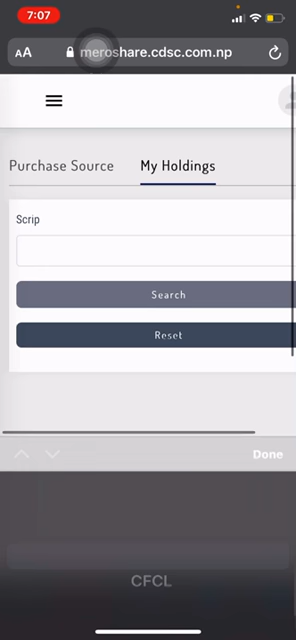 7:07
AA meroshare.cdsc.com.np
Purchase Source My Holdings
Scrip
Search
Reset
Done
CFCL